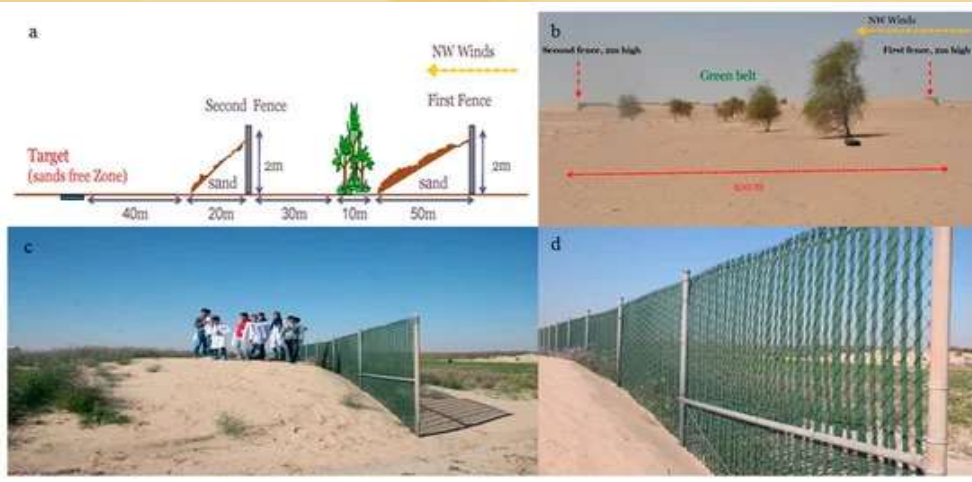 a
NW Winds
Second Fence
First Fence
2m
2m
Target
(sands free Zone)
sand
sand
40m
20m
30m
10m
50m
b
NW Winds
Second fence, 2m high
First fence, 2m high
Green belt
c
d